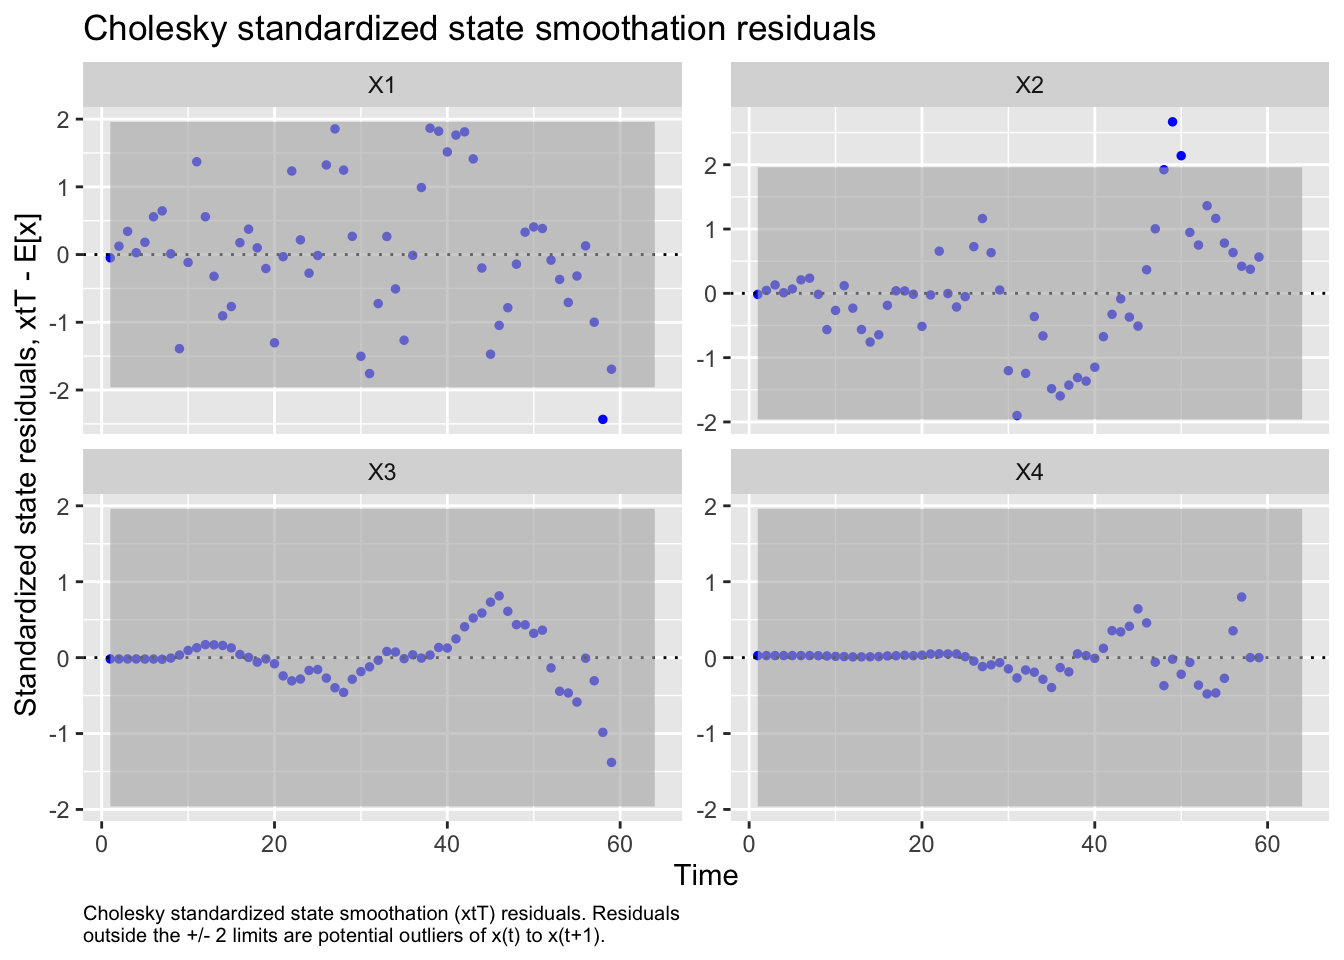 Cholesky standardized state smoothation residuals
X1
X2
2
1
0
-1
-2
2
1
0
-1
-2
Standardized state residuals, xtT - E[x]
X3
X4
2
1
0
-1
-2
2
1
0
-1
-2
0 20 40 60
0 20 40 60
Time
Cholesky standardized state smoothation (xtT) residuals. Residuals
outside the +/- 2 limits are potential outliers of x(t) to x(t+1).